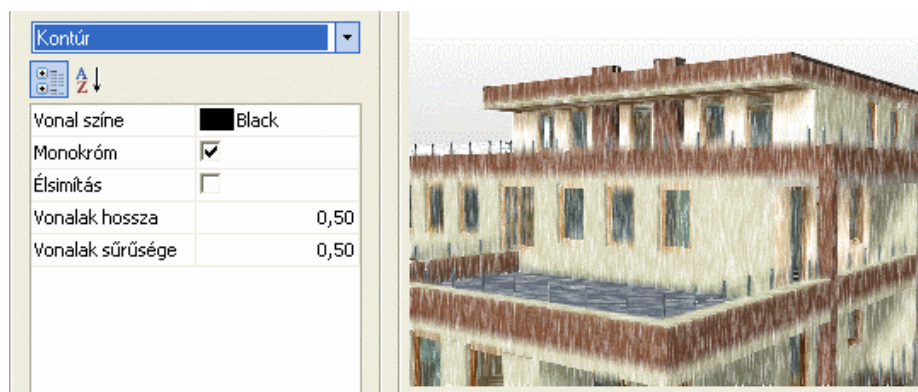 Kontúr
A
Z
Vonal színe Black
Monokróm
Élsimítás
Vonalak hossza 0,50
Vonalak sűrűsége 0,50